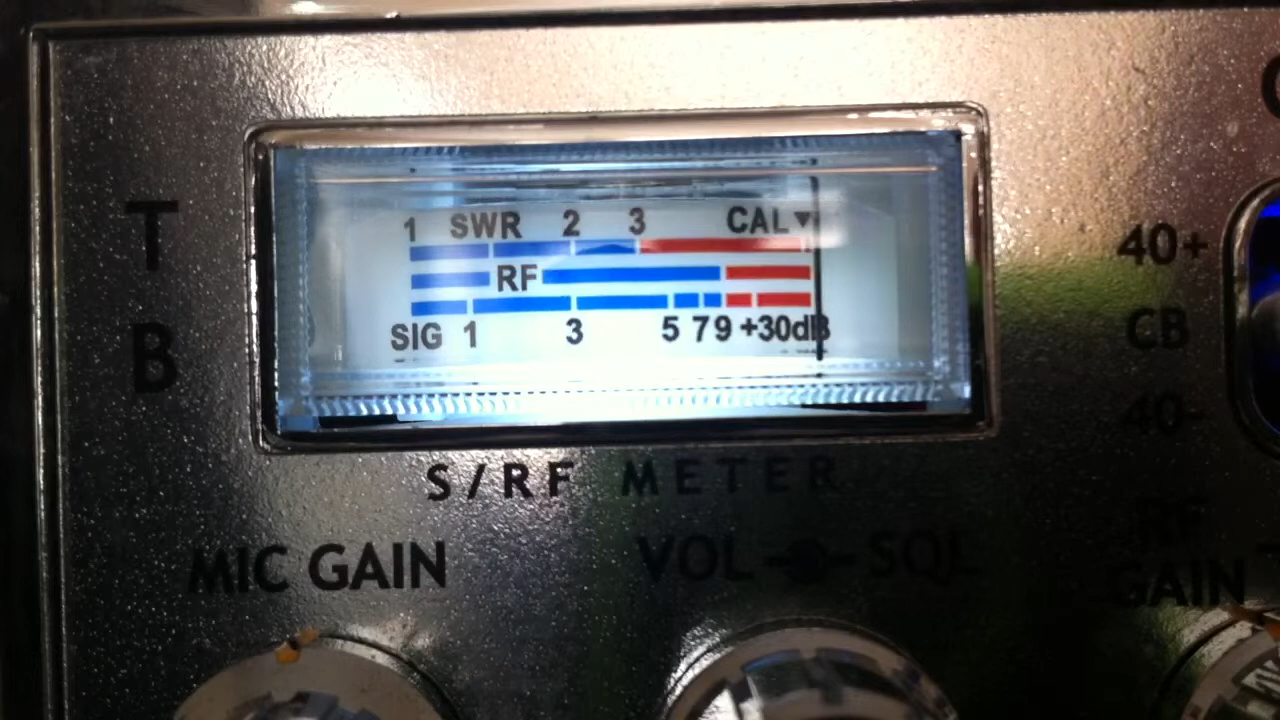 1 SWR 2 3 CAL▼
RF
SIG 1 3 5 7 9 +30dB
S/RF METER
T
B
40+
CB
40-
MIC GAIN
VOL SQL
RF
GAIN